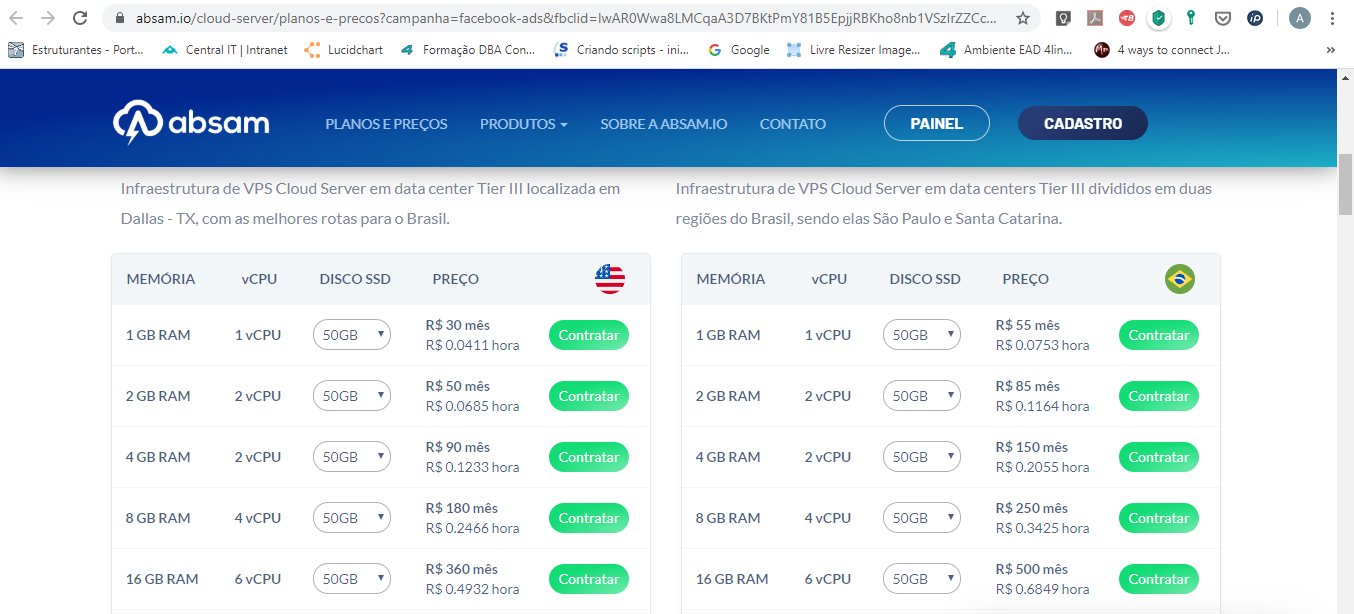 absam.io/cloud-server/planos-e-precos?campanha=facebook-ads&fbclid=IwAR0Wwa8LMCqaA3D7BKtPmY81B5EpjjRBKho8nb1VSzIrZZCc...
A
Estruturantes - Port...
Central IT | Intranet
Lucidchart
Formação DBA Con...
Criando scripts - ini...
Google
Livre Resizer Image...
Ambiente EAD 4lin...
4 ways to connect J...
»
absam
PLANOS E PREÇOS
PRODUTOS
SOBRE A ABSAM.IO
CONTATO
PAINEL
CADASTRO
Infraestrutura de VPS Cloud Server em data center Tier III localizada em
Dallas - TX, com as melhores rotas para o Brasil.
Infraestrutura de VPS Cloud Server em data centers Tier III divididos em duas
regiões do Brasil, sendo elas São Paulo e Santa Catarina.
MEMÓRIA vCPU DISCO SSD PREÇO
1 GB RAM 1 vCPU 50GB R$ 30 mês Contratar
R$ 0.0411 hora
2 GB RAM 2 vCPU 50GB R$ 50 mês Contratar
R$ 0.0685 hora
4 GB RAM 2 vCPU 50GB R$ 90 mês Contratar
R$ 0.1233 hora
8 GB RAM 4 vCPU 50GB R$ 180 mês Contratar
R$ 0.2466 hora
16 GB RAM 6 vCPU 50GB R$ 360 mês Contratar
R$ 0.4932 hora
MEMÓRIA vCPU DISCO SSD PREÇO
1 GB RAM 1 vCPU 50GB R$ 55 mês Contratar
R$ 0.0753 hora
2 GB RAM 2 vCPU 50GB R$ 85 mês Contratar
R$ 0.1164 hora
4 GB RAM 2 vCPU 50GB R$ 150 mês Contratar
R$ 0.2055 hora
8 GB RAM 4 vCPU 50GB R$ 250 mês Contratar
R$ 0.3425 hora
16 GB RAM 6 vCPU 50GB R$ 500 mês Contratar
R$ 0.6849 hora